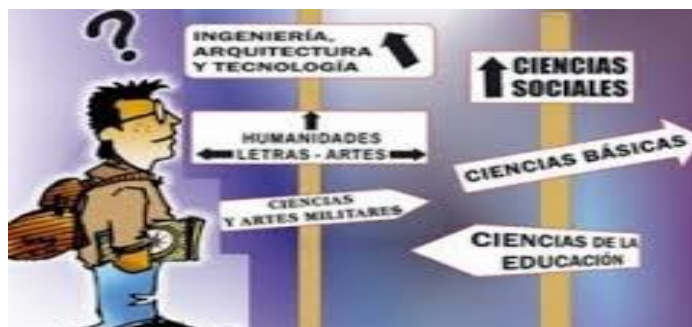 ?
INGENIERÍA,
ARQUITECTURA
Y TECNOLOGÍA
CIENCIAS
SOCIALES
HUMANIDADES
LETRAS - ARTES
CIENCIAS BÁSICAS
CIENCIAS
Y ARTES MILITARES
CIENCIAS DE LA
EDUCACIÓN